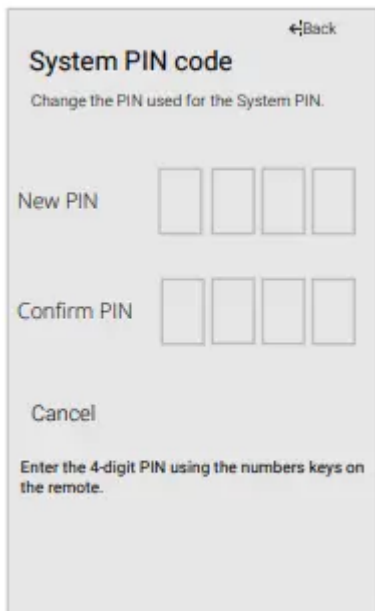 Back
System PIN code
Change the PIN used for the System PIN.
New PIN
Confirm PIN
Cancel
Enter the 4-digit PIN using the numbers keys on
the remote.